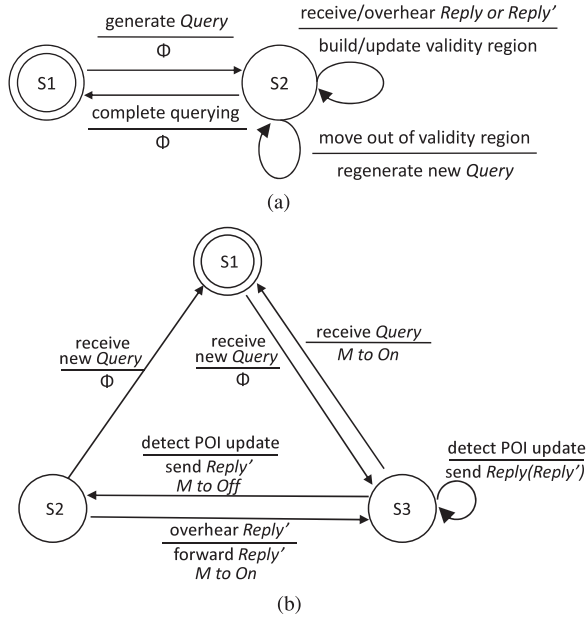 generate Query
Φ
receive/overhear Reply or Reply'
build/update validity region
S1
S2
complete querying
Φ
move out of validity region
regenerate new Query
(a)
S1
receive
new Query
Φ
receive
new Query
Φ
receive Query
M to On
detect POI update
send Reply'
M to Off
detect POI update
send Reply(Reply')
S2
S3
overhear Reply'
forward Reply'
M to On
(b)